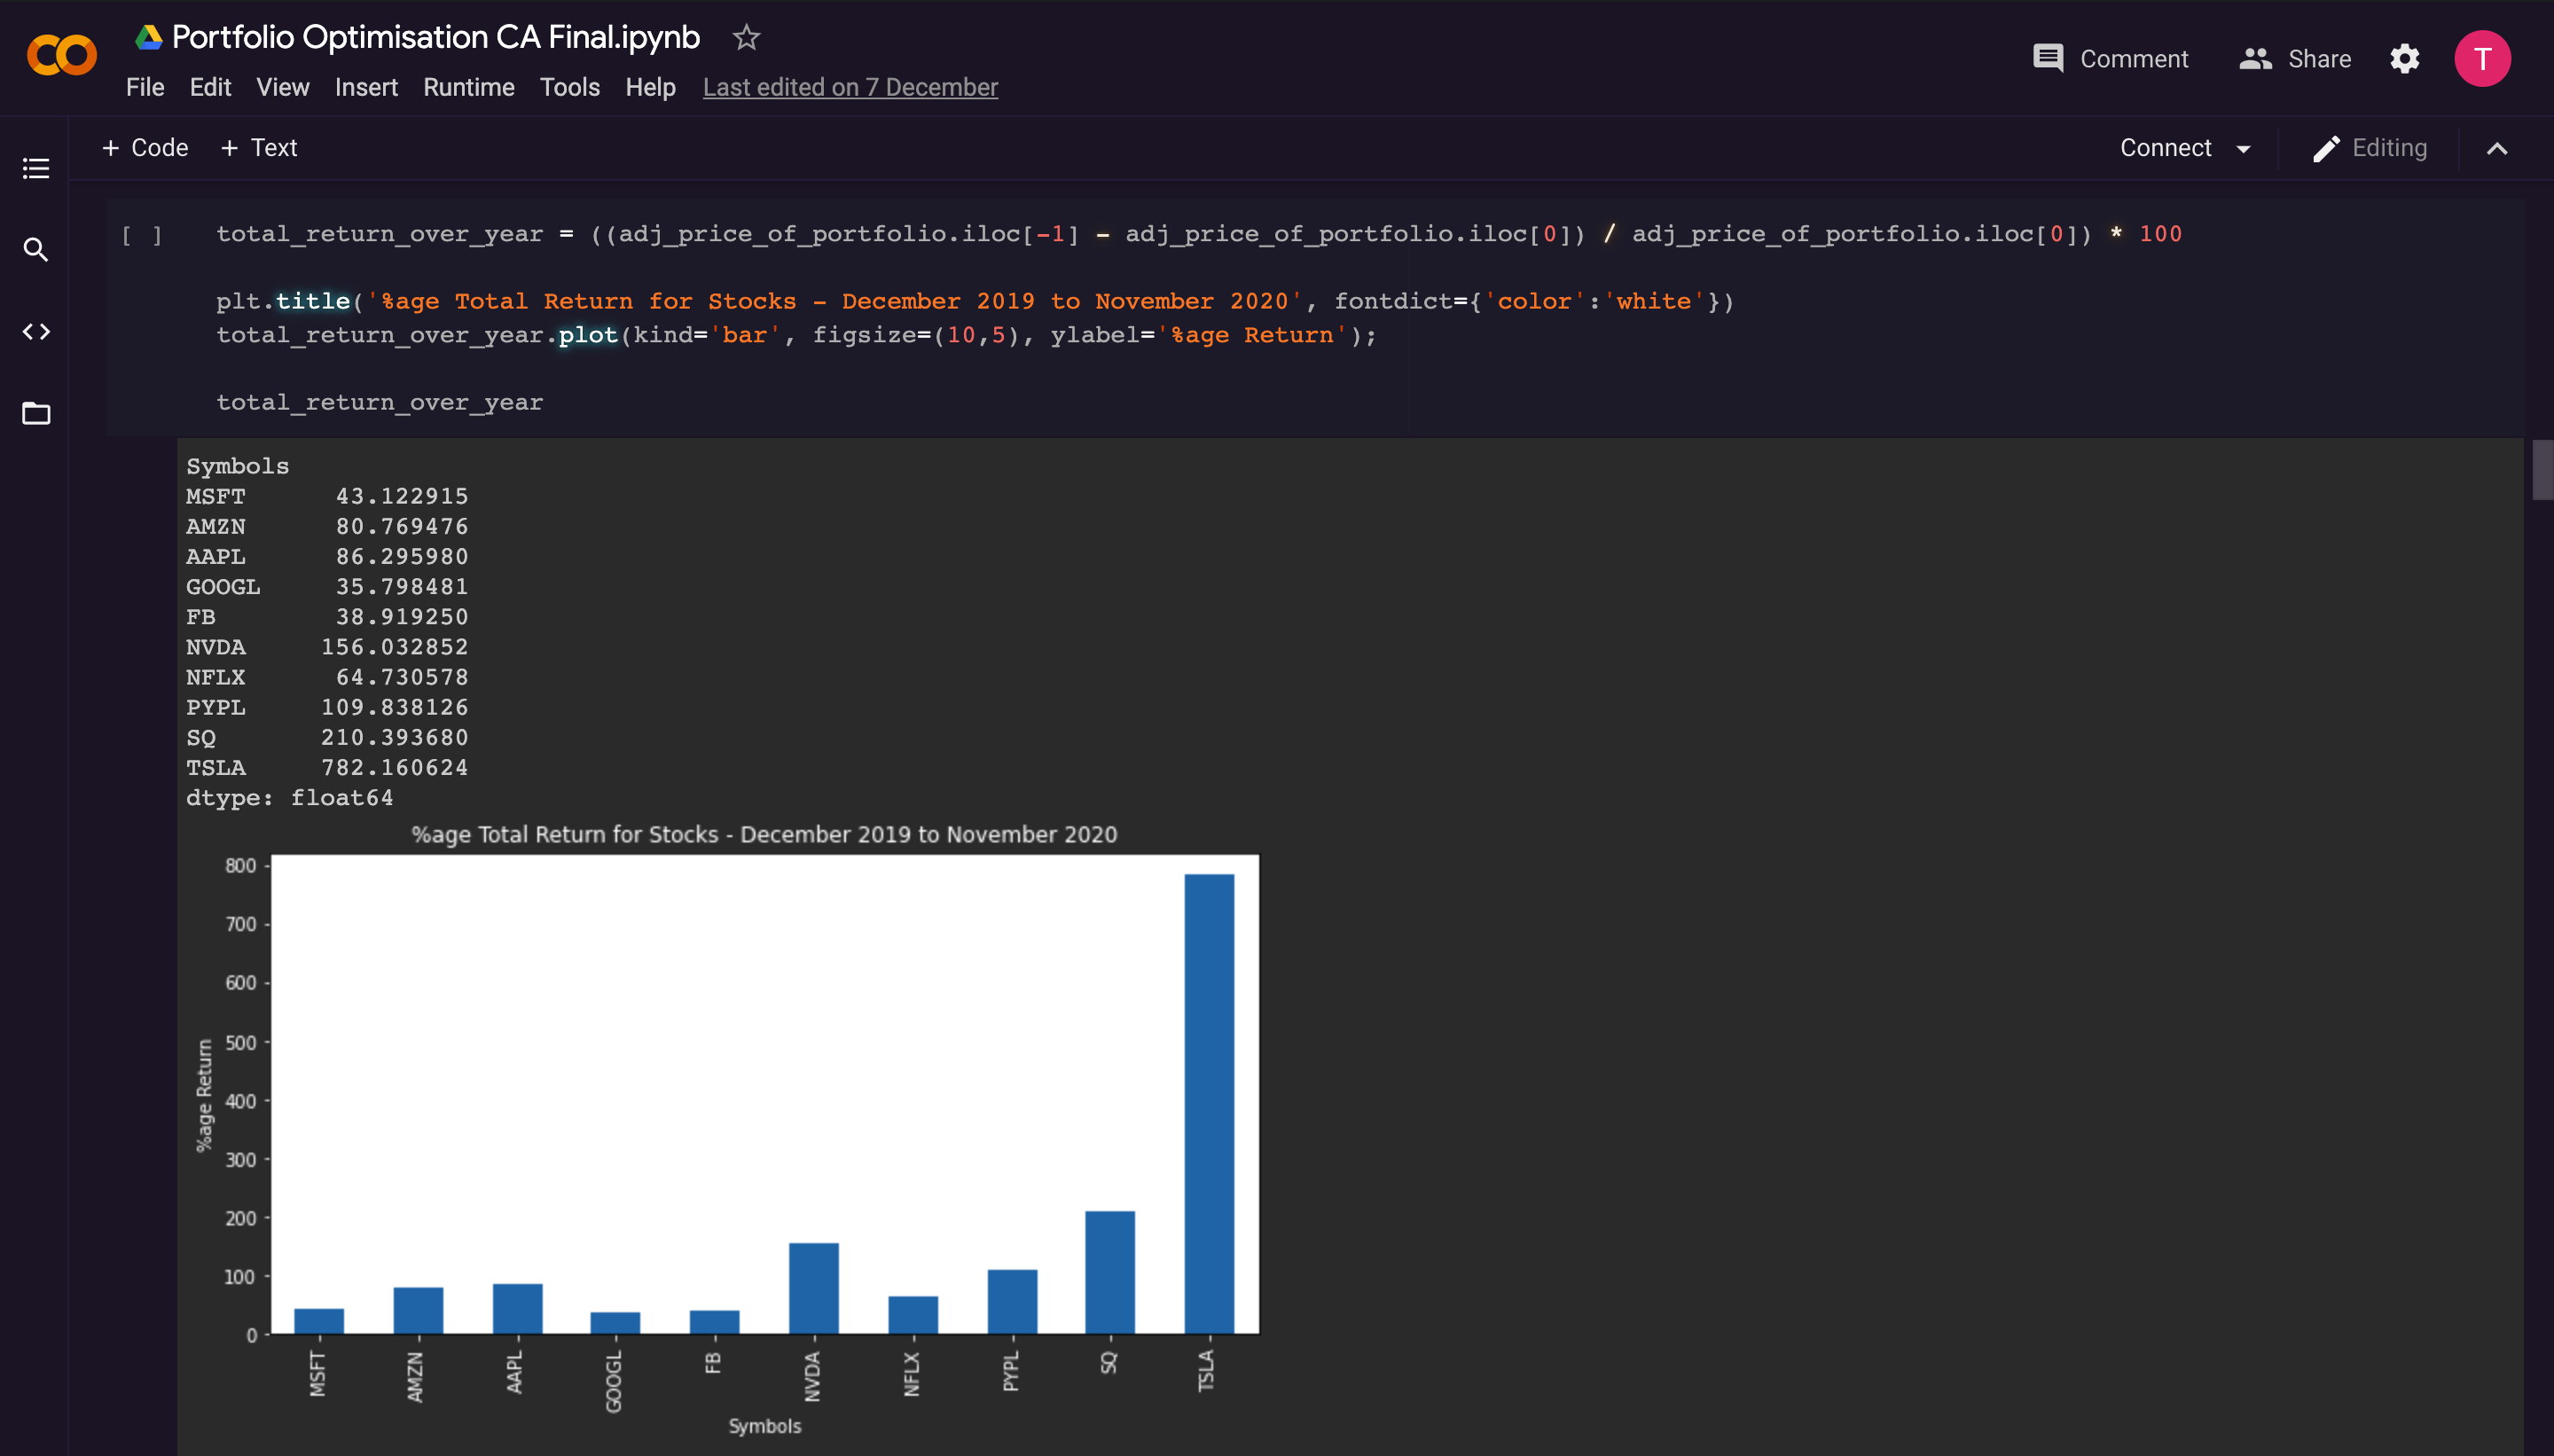 Portfolio Optimisation CA Final.ipynb
Comment Share T
File Edit View Insert Runtime Tools Help Last edited on 7 December
+ Code + Text Connect Editing
[ ] total_return_over_year = ((adj_price_of_portfolio.iloc[-1] - adj_price_of_portfolio.iloc[0]) / adj_price_of_portfolio.iloc[0]) * 100
plt.title('%age Total Return for Stocks - December 2019 to November 2020', fontdict={'color':'white'})
total_return_over_year.plot(kind='bar', figsize=(10,5), ylabel='%age Return');
total_return_over_year
Symbols
MSFT 43.122915
AMZN 80.769476
AAPL 86.295980
GOOGL 35.798481
FB 38.919250
NVDA 156.032852
NFLX 64.730578
PYPL 109.838126
SQ 210.393680
TSLA 782.160624
dtype: float64
%age Total Return for Stocks - December 2019 to November 2020
800
700
600
500
400
300
200
100
0
%age Return
MSFT AMZN AAPL GOOGL FB NVDA NFLX PYPL SQ TSLA
Symbols